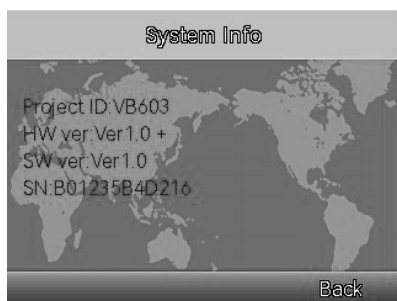 System Info
Project ID:VB603
HW ver:Ver1.0 +
SW ver:Ver1.0
SN:B01235B4D216
Back